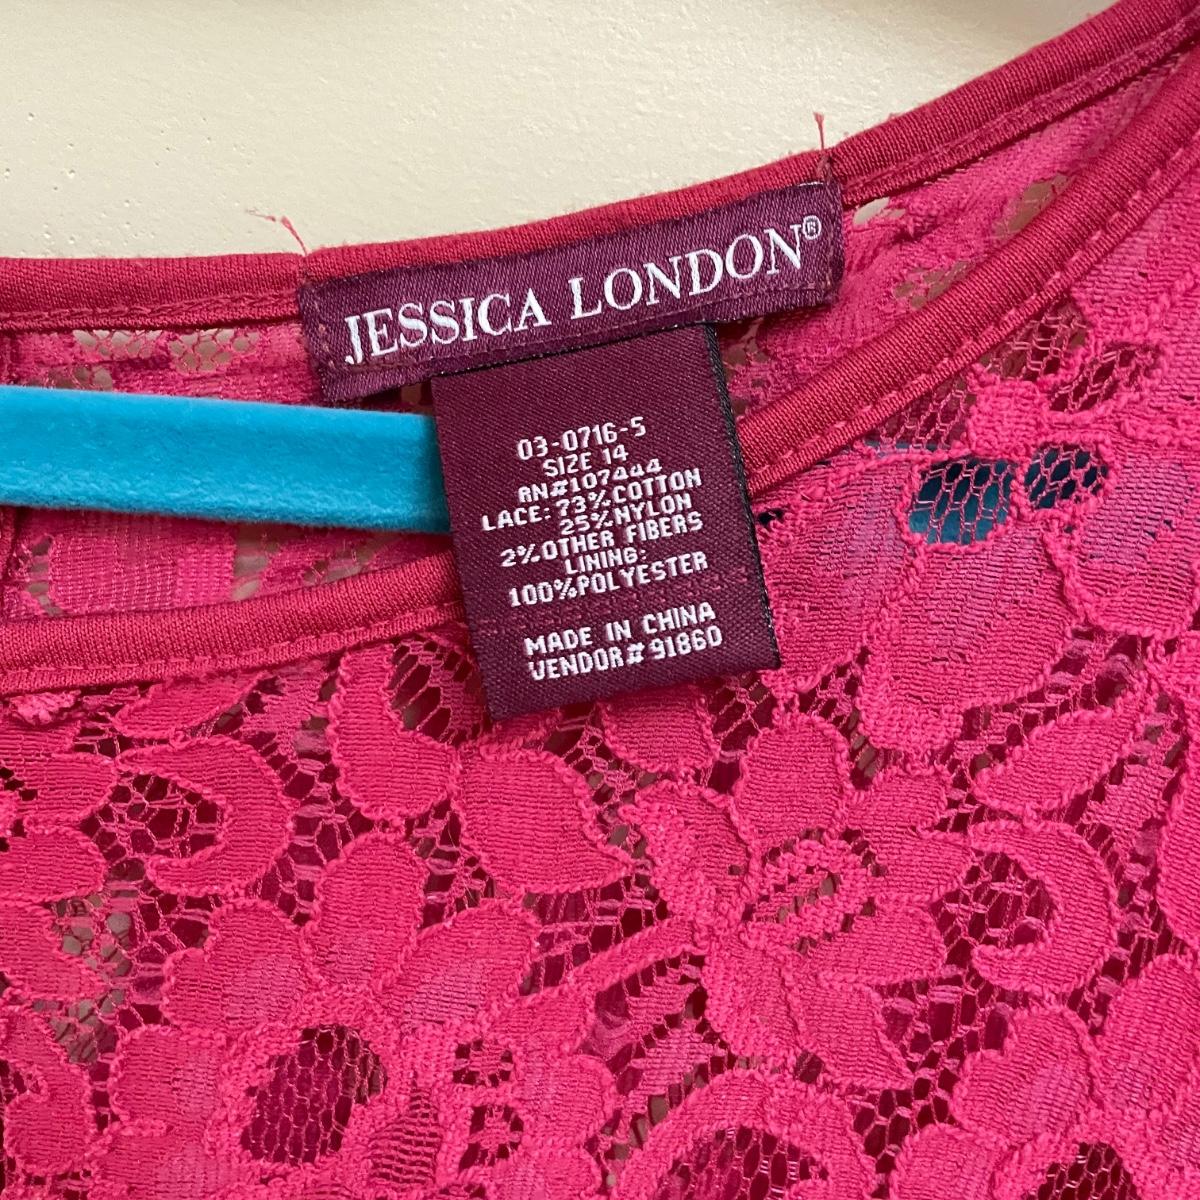 JESSICA LONDON®
03-0716-S
SIZE 14
RN#107444
LACE: 73%COTTON
25%NYLON
2%OTHER FIBERS
LINING:
100%POLYESTER
MADE IN CHINA
VENDOR# 91860